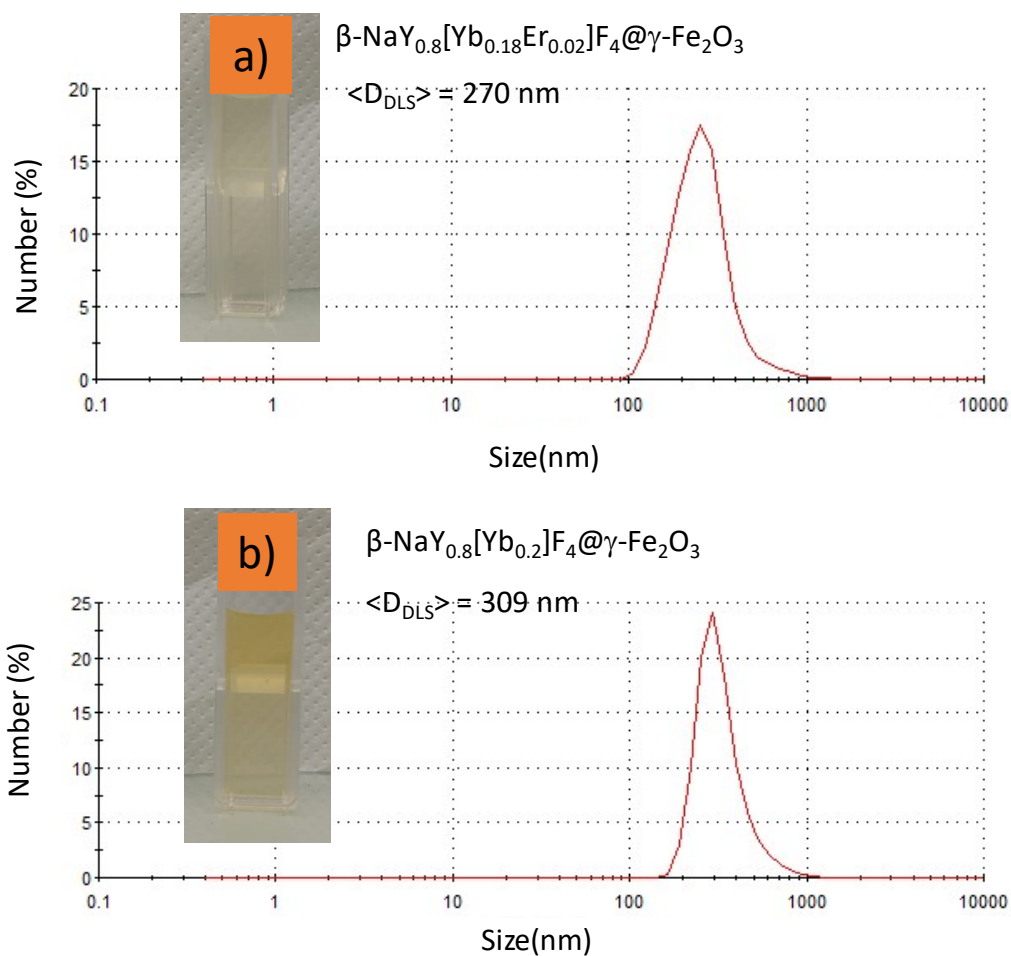 a)
β-NaY₀.₈[Yb₀.₁₈Er₀.₀₂]F₄@γ-Fe₂O₃
<D_DLS> = 270 nm
Number (%)
20
15
10
5
0
0.1 1 10 100 1000 10000
Size(nm)
b)
β-NaY₀.₈[Yb₀.₂]F₄@γ-Fe₂O₃
<D_DLS> = 309 nm
Number (%)
25
20
15
10
5
0
0.1 1 10 100 1000 10000
Size(nm)